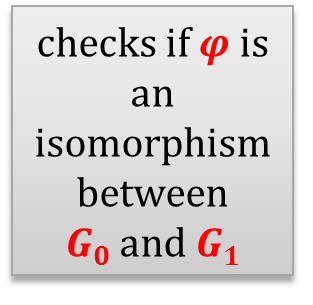 checks if φ is
an
isomorphism
between
G₀ and G₁